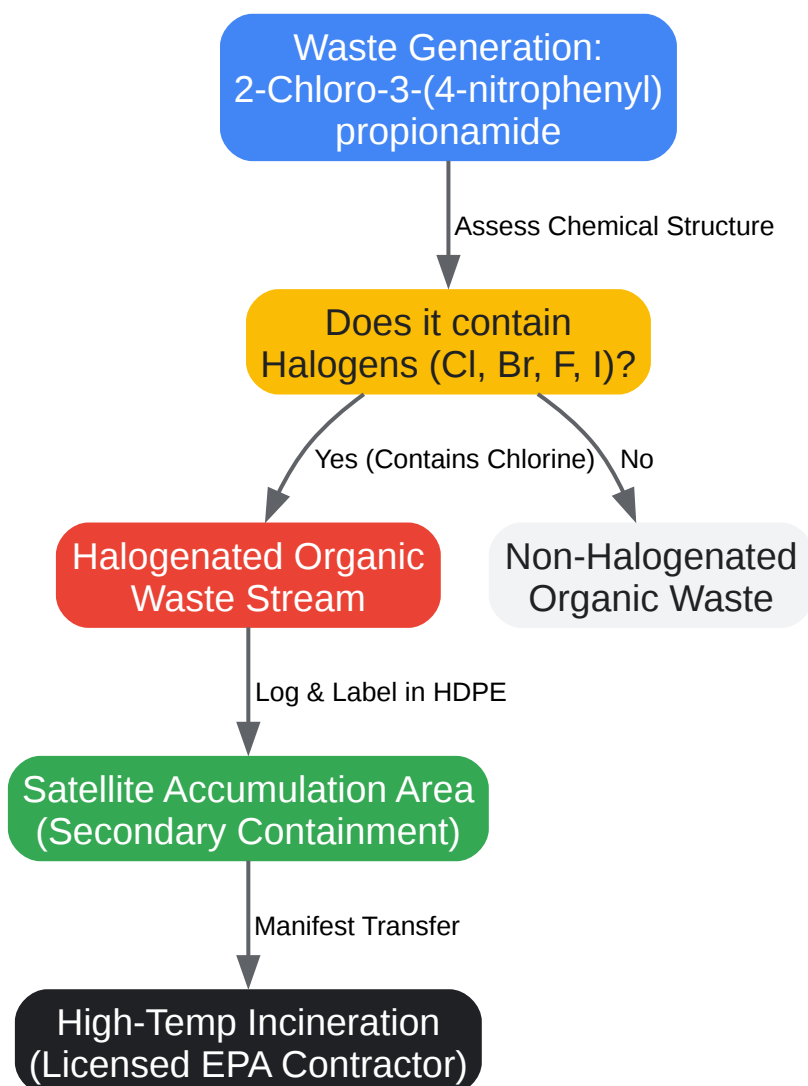 Waste Generation:
2-Chloro-3-(4-nitrophenyl)
propionamide
Assess Chemical Structure
Does it contain
Halogens (Cl, Br, F, I)?
Yes (Contains Chlorine)
No
Halogenated Organic
Waste Stream
Non-Halogenated
Organic Waste
Log & Label in HDPE
Satellite Accumulation Area
(Secondary Containment)
Manifest Transfer
High-Temp Incineration
(Licensed EPA Contractor)